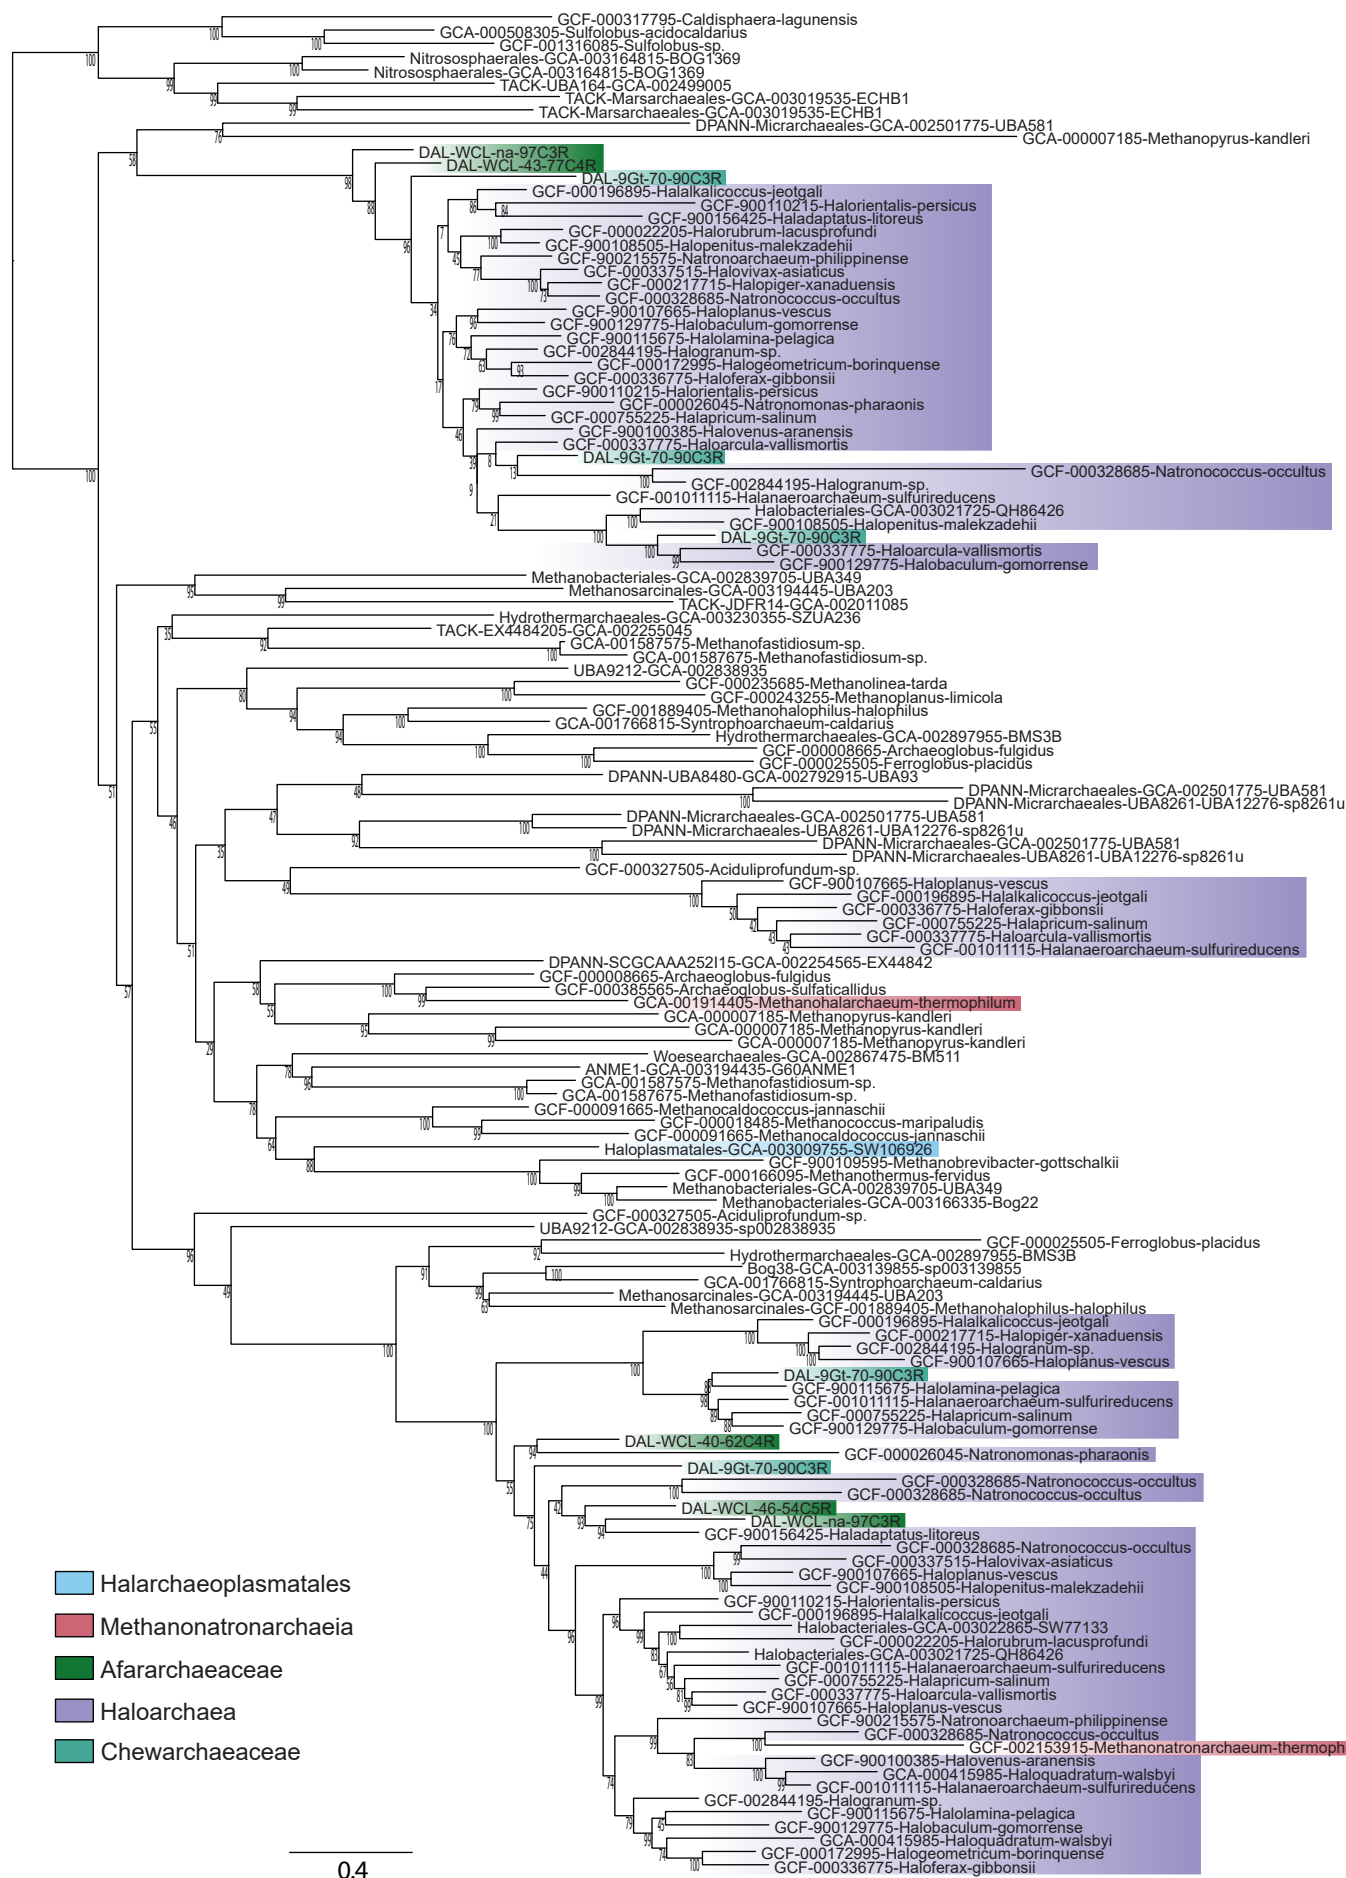 GCF-000317795-Caldisphaera-lagunensis
GCA-000508305-Sulfolobus-acidocaldarius
GCF-001316085-Sulfolobus-sp.
Nitrososphaerales-GCA-003164815-BOG1369
Nitrososphaerales-GCA-003164815-BOG1369
TACK-UBA164-GCA-002499005
TACK-Marsarchaeales-GCA-003019535-ECHB1
TACK-Marsarchaeales-GCA-003019535-ECHB1
DPANN-Micrarchaeales-GCA-002501775-UBA581
GCA-000007185-Methanopyrus-kandleri
DAL-WCL-na-97C3R
DAL-WCL-43-77C4R
DAL-9Gt-70-90C3R
GCF-000196895-Halalkalicoccus-jeotgali
GCF-900110215-Halorientalis-persicus
GCF-900156425-Haladaptatus-litoreus
GCF-000022205-Halorubrum-lacusprofundi
GCF-900108505-Halopenitus-malekzadehii
GCF-900215575-Natronoarchaeum-philippinense
GCF-000337515-Halovivax-asiaticus
GCF-000217715-Halopiger-xanaduensis
GCF-000328685-Natronococcus-occultus
GCF-900107665-Haloplanus-vescus
GCF-900129775-Halobaculum-gomorrense
GCF-900115675-Halolamina-pelagica
GCF-002844195-Halogranum-sp.
GCF-000172995-Halogeometricum-borinquense
GCF-000336775-Haloferax-gibbonsii
GCF-900110215-Halorientalis-persicus
GCF-000026045-Natronomonas-pharaonis
GCF-000755225-Halapricum-salinum
GCF-900100385-Halovenus-aranensis
GCF-000337775-Haloarcula-vallismortis
DAL-9Gt-70-90C3R
GCF-000328685-Natronococcus-occultus
GCF-002844195-Halogranum-sp.
GCF-001011115-Halanaeroarchaeum-sulfurireducens
Halobacteriales-GCA-003021725-QH86426
GCF-900108505-Halopenitus-malekzadehii
DAL-9Gt-70-90C3R
GCF-000337775-Haloarcula-vallismortis
GCF-900129775-Halobaculum-gomorrense
Methanobacteriales-GCA-002839705-UBA349
Methanosarcinales-GCA-003194445-UBA203
TACK-JDFR14-GCA-002011085
Hydrothermarchaeales-GCA-003230355-SZUA236
TACK-EX4484205-GCA-002255045
GCA-001587575-Methanofastidiosum-sp.
GCA-001587675-Methanofastidiosum-sp.
UBA9212-GCA-002838935
GCF-000235685-Methanolinea-tarda
GCF-000243255-Methanoplanus-limicola
GCF-001889405-Methanohalophilus-halophilus
GCA-001766815-Syntrophoarchaeum-caldarius
Hydrothermarchaeales-GCA-002897955-BMS3B
GCF-000008665-Archaeoglobus-fulgidus
GCF-000025505-Ferroglobus-placidus
DPANN-UBA8480-GCA-002792915-UBA93
DPANN-Micrarchaeales-GCA-002501775-UBA581
DPANN-Micrarchaeales-UBA8261-UBA12276-sp8261u
DPANN-Micrarchaeales-GCA-002501775-UBA581
DPANN-Micrarchaeales-UBA8261-UBA12276-sp8261u
DPANN-Micrarchaeales-GCA-002501775-UBA581
DPANN-Micrarchaeales-UBA8261-UBA12276-sp8261u
GCF-000327505-Aciduliprofundum-sp.
GCF-900107665-Haloplanus-vescus
GCF-000196895-Halalkalicoccus-jeotgali
GCF-000336775-Haloferax-gibbonsii
GCF-000755225-Halapricum-salinum
GCF-000337775-Haloarcula-vallismortis
GCF-001011115-Halanaeroarchaeum-sulfurireducens
DPANN-SCGCAAA252I15-GCA-002254565-EX44842
GCF-000008665-Archaeoglobus-fulgidus
GCF-000385565-Archaeoglobus-sulfaticallidus
GCA-001914405-Methanohalarchaeum-thermophilum
GCA-000007185-Methanopyrus-kandleri
GCA-000007185-Methanopyrus-kandleri
GCA-000007185-Methanopyrus-kandleri
Woesearchaeales-GCA-002867475-BM511
ANME1-GCA-003194435-G60ANME1
GCA-001587575-Methanofastidiosum-sp.
GCA-001587675-Methanofastidiosum-sp.
GCF-000091665-Methanocaldococcus-jannaschii
GCF-000018485-Methanococcus-maripaludis
GCF-000091665-Methanocaldococcus-jannaschii
Haloplasmatales-GCA-003009755-SW106926
GCF-900109595-Methanobrevibacter-gottschalkii
GCF-000166095-Methanothermus-fervidus
Methanobacteriales-GCA-002839705-UBA349
Methanobacteriales-GCA-003166335-Bog22
GCF-000327505-Aciduliprofundum-sp.
UBA9212-GCA-002838935-sp002838935
GCF-000025505-Ferroglobus-placidus
Hydrothermarchaeales-GCA-002897955-BMS3B
Bog38-GCA-003139855-sp003139855
GCA-001766815-Syntrophoarchaeum-caldarius
Methanosarcinales-GCA-003194445-UBA203
Methanosarcinales-GCF-001889405-Methanohalophilus-halophilus
GCF-000196895-Halalkalicoccus-jeotgali
GCF-000217715-Halopiger-xanaduensis
GCF-002844195-Halogranum-sp.
GCF-900107665-Haloplanus-vescus
DAL-9Gt-70-90C3R
GCF-900115675-Halolamina-pelagica
GCF-001011115-Halanaeroarchaeum-sulfurireducens
GCF-000755225-Halapricum-salinum
GCF-900129775-Halobaculum-gomorrense
DAL-WCL-40-62C4R
GCF-000026045-Natronomonas-pharaonis
DAL-9Gt-70-90C3R
GCF-000328685-Natronococcus-occultus
GCF-000328685-Natronococcus-occultus
DAL-WCL-46-54C5R
DAL-WCL-na-97C3R
GCF-900156425-Haladaptatus-litoreus
GCF-000328685-Natronococcus-occultus
GCF-000337515-Halovivax-asiaticus
GCF-900107665-Haloplanus-vescus
GCF-900108505-Halopenitus-malekzadehii
GCF-900110215-Halorientalis-persicus
GCF-000196895-Halalkalicoccus-jeotgali
Halobacteriales-GCA-003022865-SW77133
GCF-000022205-Halorubrum-lacusprofundi
Halobacteriales-GCA-003021725-QH86426
GCF-001011115-Halanaeroarchaeum-sulfurireducens
GCF-000755225-Halapricum-salinum
GCF-000337775-Haloarcula-vallismortis
GCF-900107665-Haloplanus-vescus
GCF-900215575-Natronoarchaeum-philippinense
GCF-000328685-Natronococcus-occultus
GCF-002153915-Methanonatronarchaeum-thermoph
GCF-900100385-Halovenus-aranensis
GCA-000415985-Haloquadratum-walsbyi
GCF-001011115-Halanaeroarchaeum-sulfurireducens
GCF-002844195-Halogranum-sp.
GCF-900115675-Halolamina-pelagica
GCF-900129775-Halobaculum-gomorrense
GCA-000415985-Haloquadratum-walsbyi
GCF-000172995-Halogeometricum-borinquense
GCF-000336775-Haloferax-gibbonsii
Halarchaeoplasmatales
Methanonatronarchaeia
Afararchaeaceae
Haloarchaea
Chewarchaeaceae
0.4